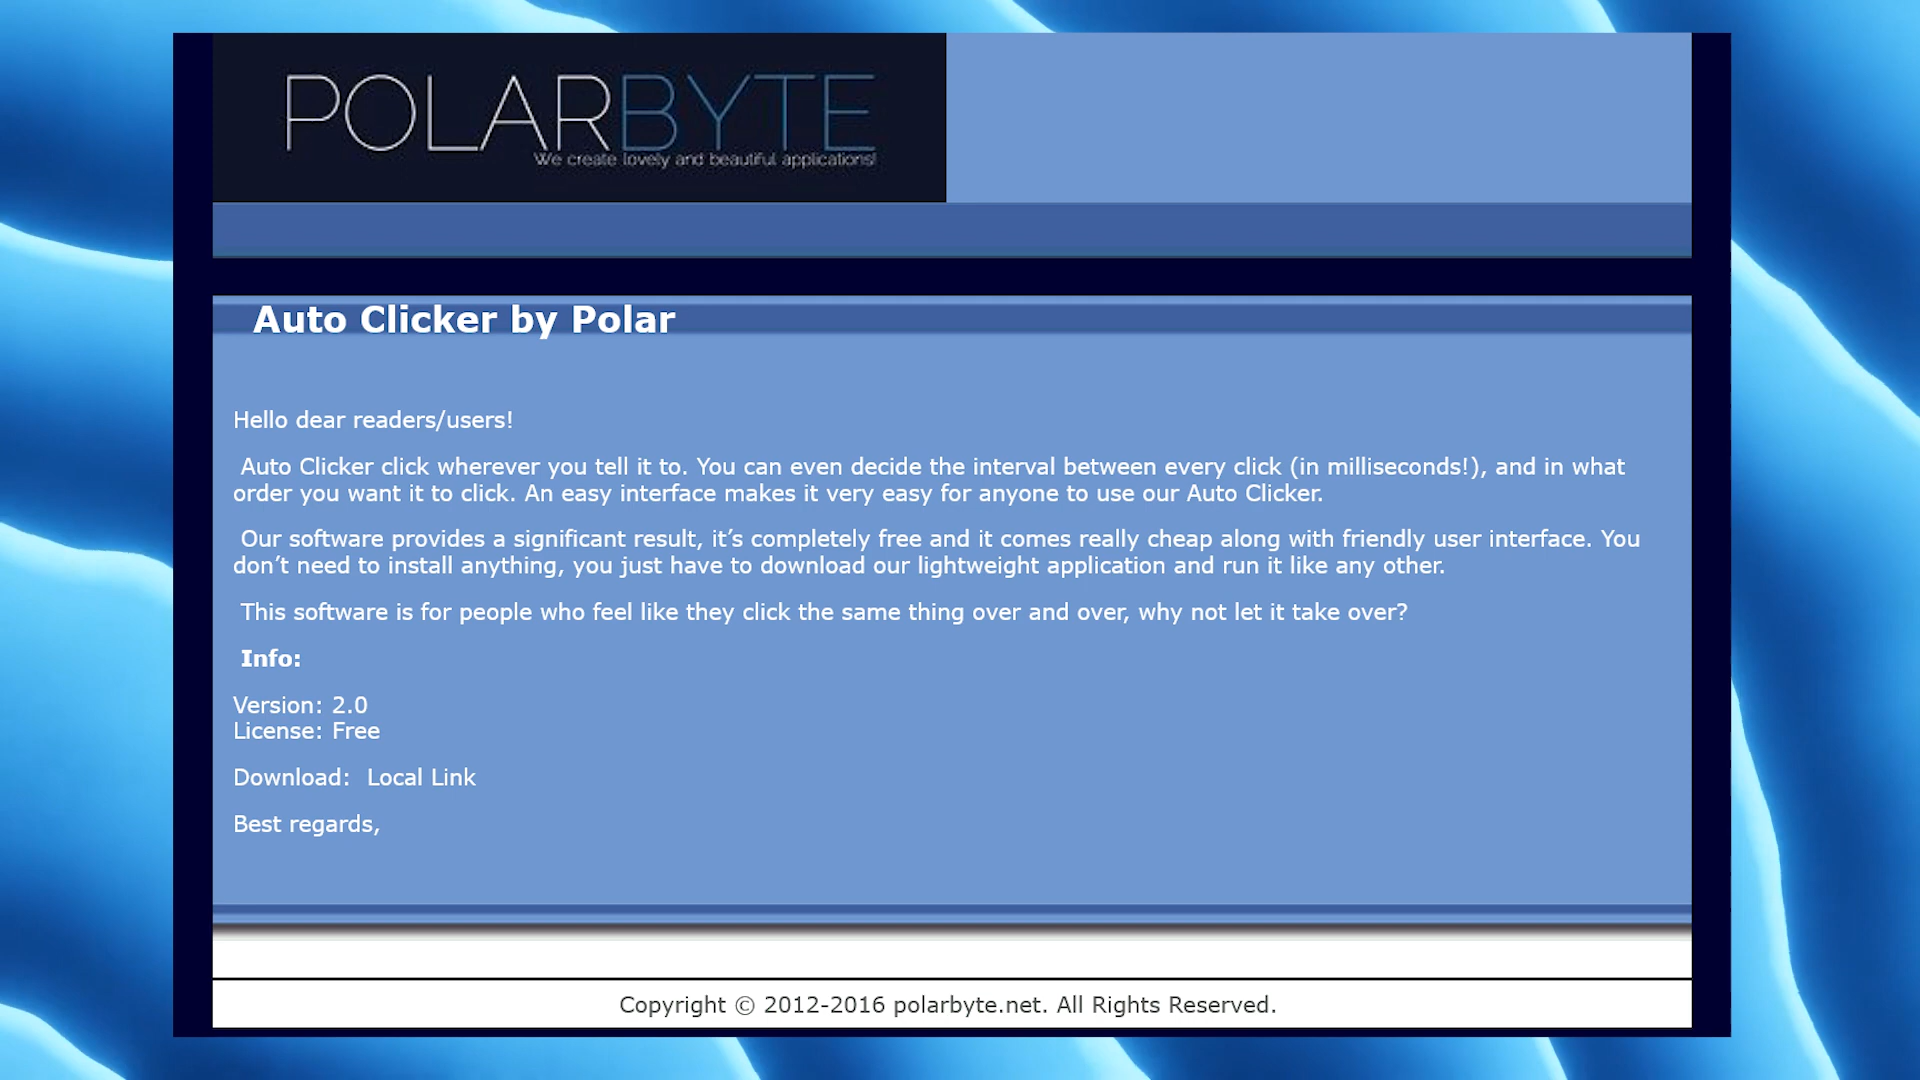 POLARBYTE
We create lovely and beautiful applications!
Auto Clicker by Polar
Hello dear readers/users!
Auto Clicker click wherever you tell it to. You can even decide the interval between every click (in milliseconds!), and in what
order you want it to click. An easy interface makes it very easy for anyone to use our Auto Clicker.
Our software provides a significant result, it’s completely free and it comes really cheap along with friendly user interface. You
don’t need to install anything, you just have to download our lightweight application and run it like any other.
This software is for people who feel like they click the same thing over and over, why not let it take over?
Info:
Version: 2.0
License: Free
Download:  Local Link
Best regards,
Copyright © 2012-2016 polarbyte.net. All Rights Reserved.